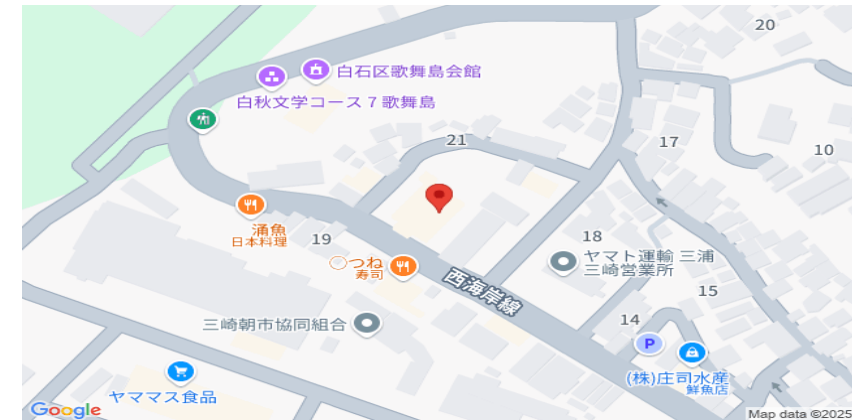 20
白石区歌舞島会館
白秋文学コース7歌舞島
21
17
10
涌魚
日本料理
19
〇つね
寿司
18
ヤマト運輸 三浦
三崎営業所
西海岸線
15
三崎朝市協同組合
14
P
(株)庄司水産
鮮魚店
ヤママス食品
Google
Map data ©2025